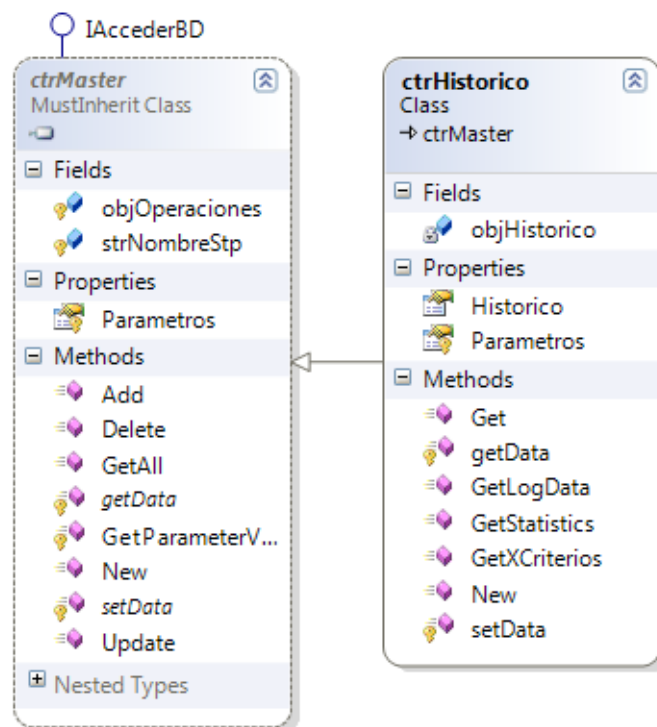 IAccederBD
ctrMaster
MustInherit Class
Fields
objOperaciones
strNombreStp
Properties
Parametros
Methods
Add
Delete
GetAll
getData
GetParameterV...
New
setData
Update
Nested Types
ctrHistorico
Class
ctrMaster
Fields
objHistorico
Properties
Historico
Parametros
Methods
Get
getData
GetLogData
GetStatistics
GetXCriterios
New
setData